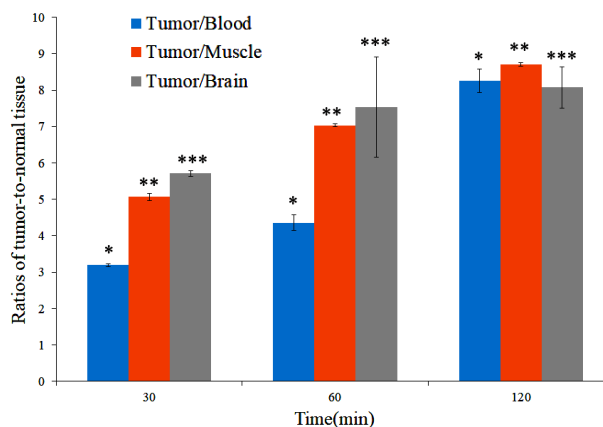 Tumor/Blood
Tumor/Muscle
Tumor/Brain
Ratios of tumor-to-normal tissue
10
9
8
7
6
5
4
3
2
1
0
* ** ***
* ** ***
* ** ***
30 60 120
Time(min)